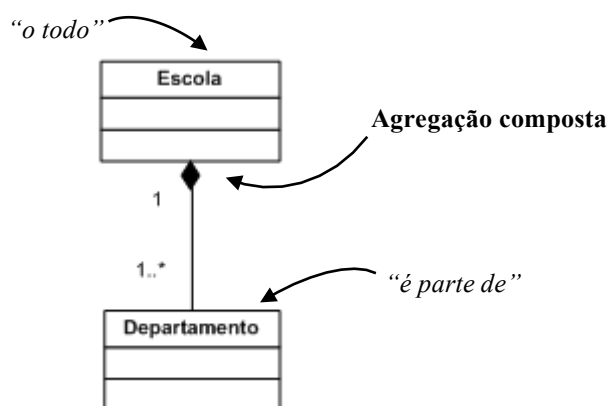 “o todo”
Escola
Agregação composta
1
1..*
“é parte de”
Departamento